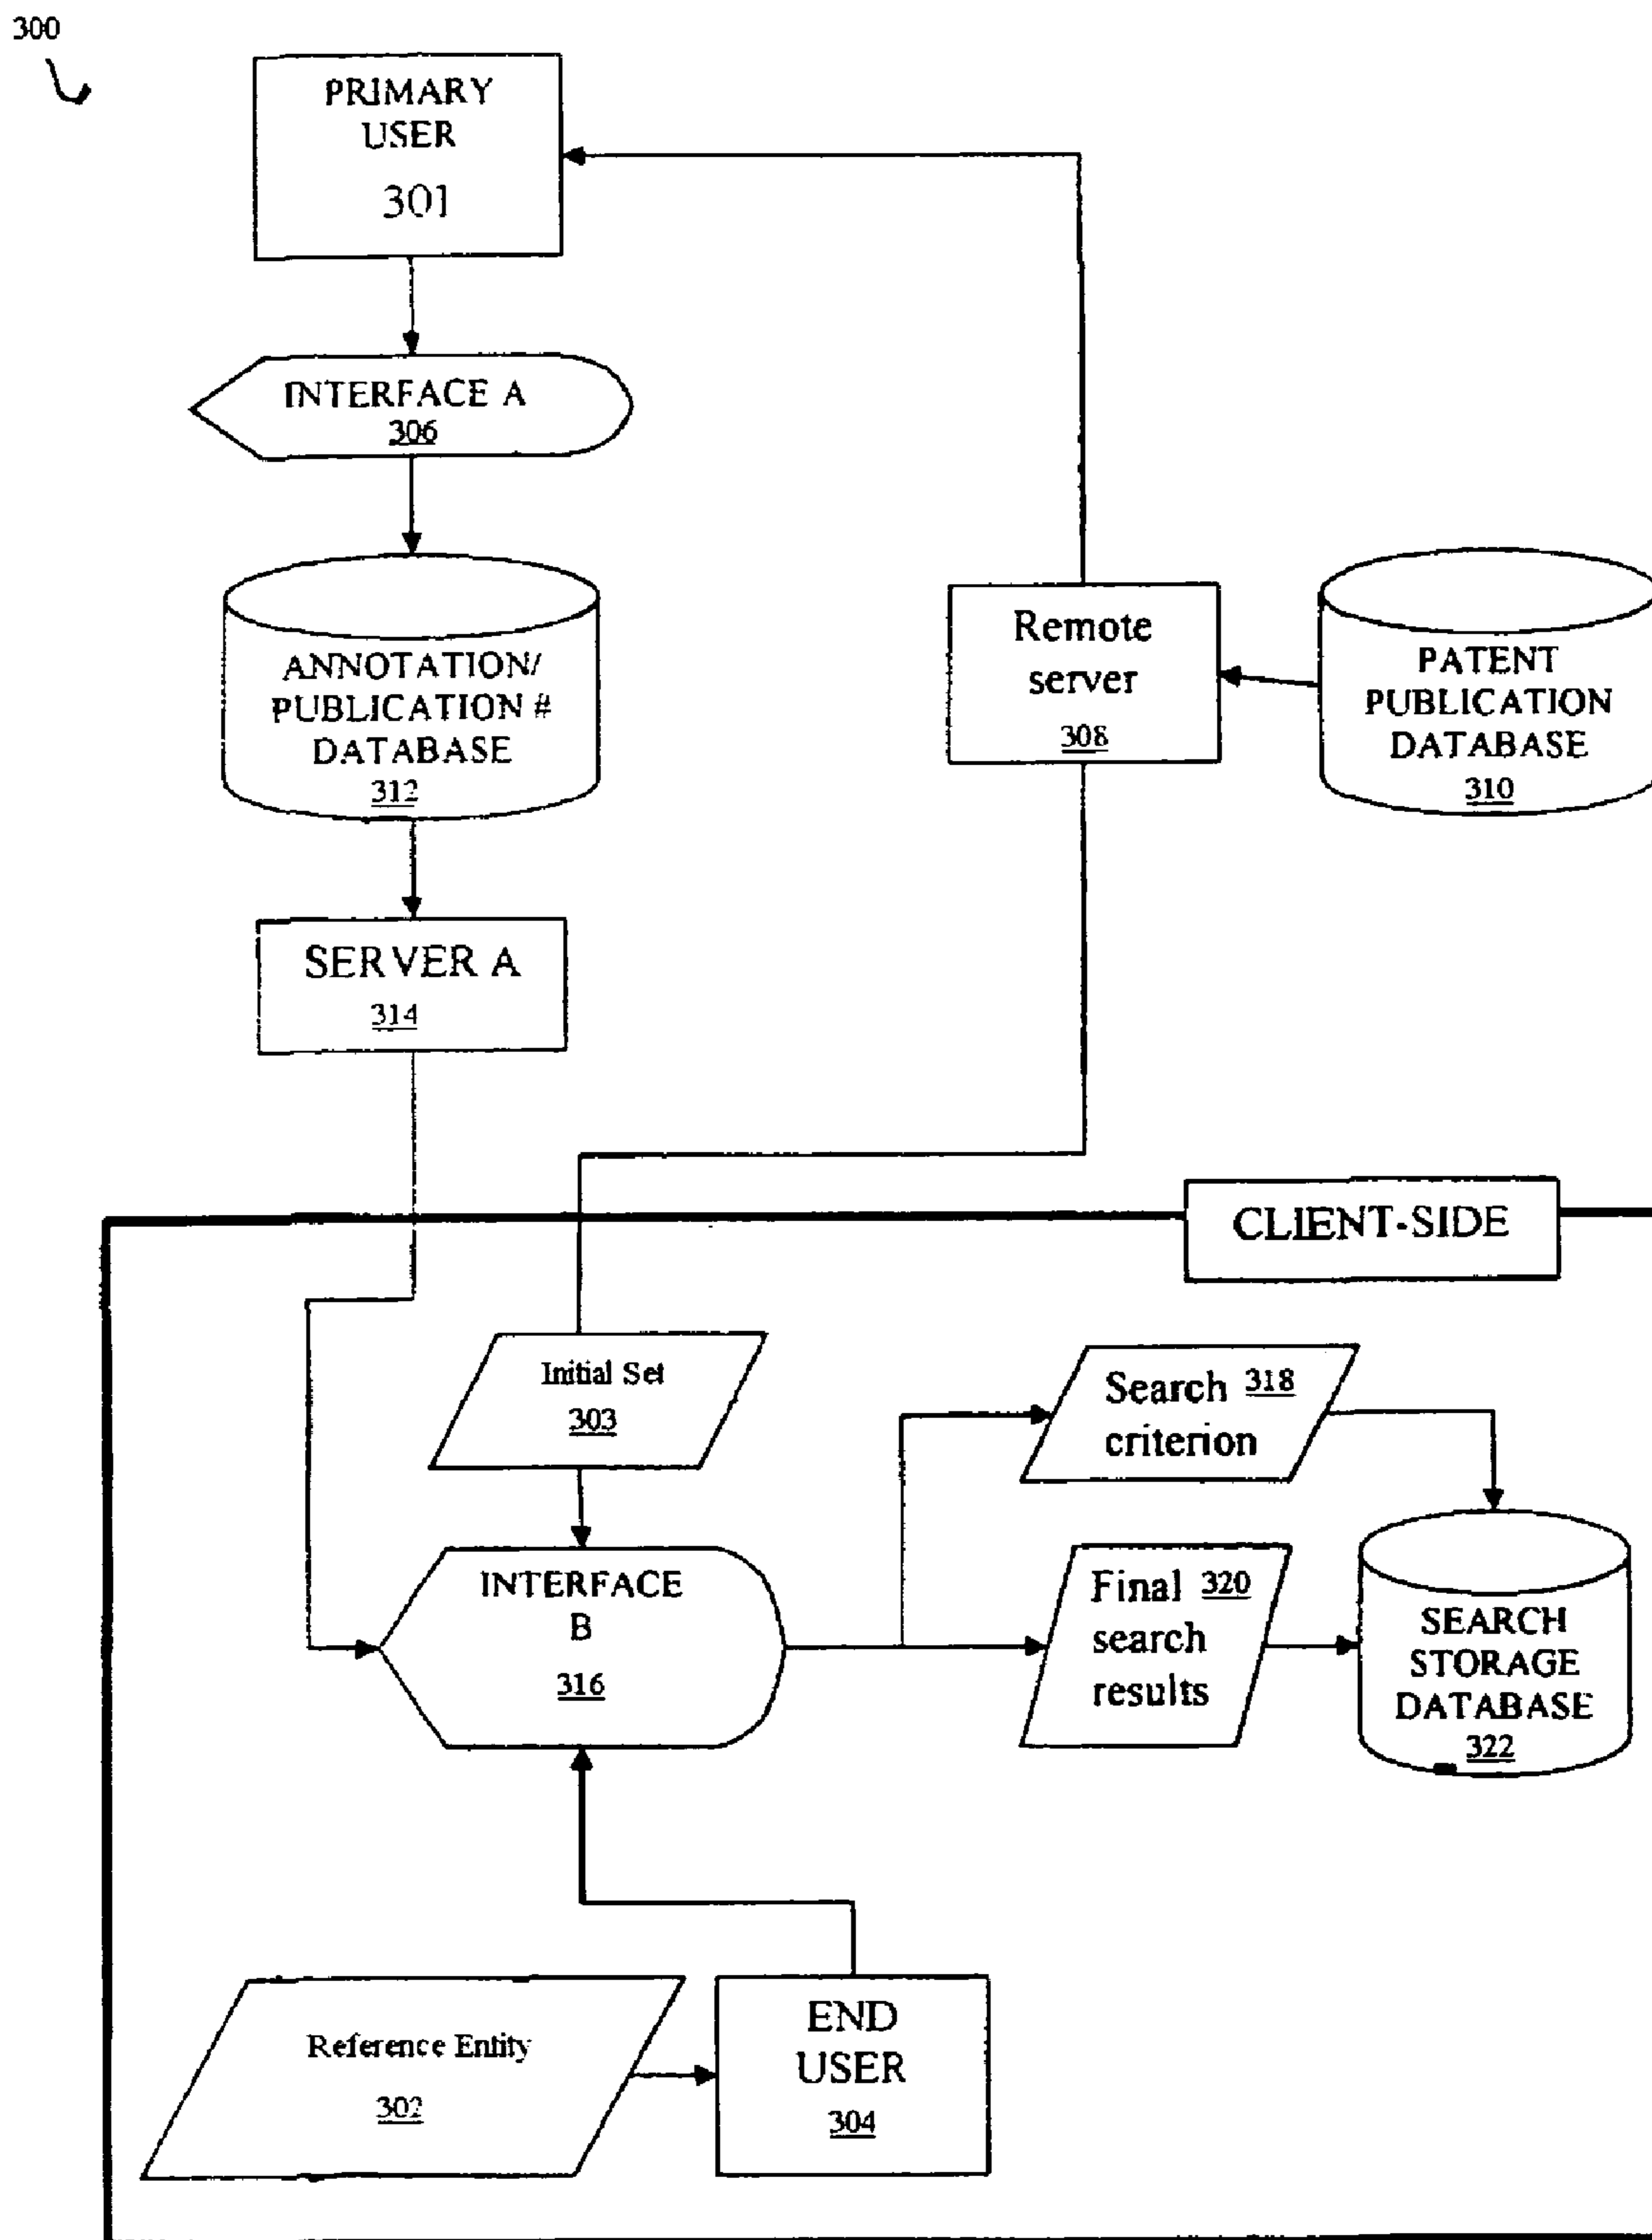 300
PRIMARY
USER
301
INTERFACE A
306
ANNOTATION/
PUBLICATION #
DATABASE
312
Remote
server
308
PATENT
PUBLICATION
DATABASE
310
SERVER A
314
CLIENT-SIDE
Initial Set
303
Search 318
criterion
INTERFACE
B
316
Final 320
search
results
SEARCH
STORAGE
DATABASE
322
Reference Entity
302
END
USER
304